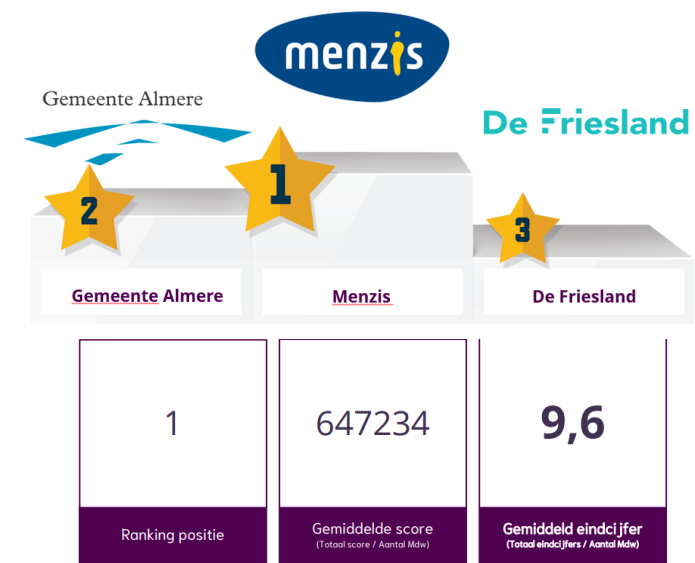 menzis
Gemeente Almere
De Friesland
1
2
3
Gemeente Almere
Menzis
De Friesland
1
647234
9,6
Ranking positie
Gemiddelde score
(Totaal score / Aantal Mdw)
Gemiddeld eindcijfer
(Totaal eindcijfers / Aantal Mdw)